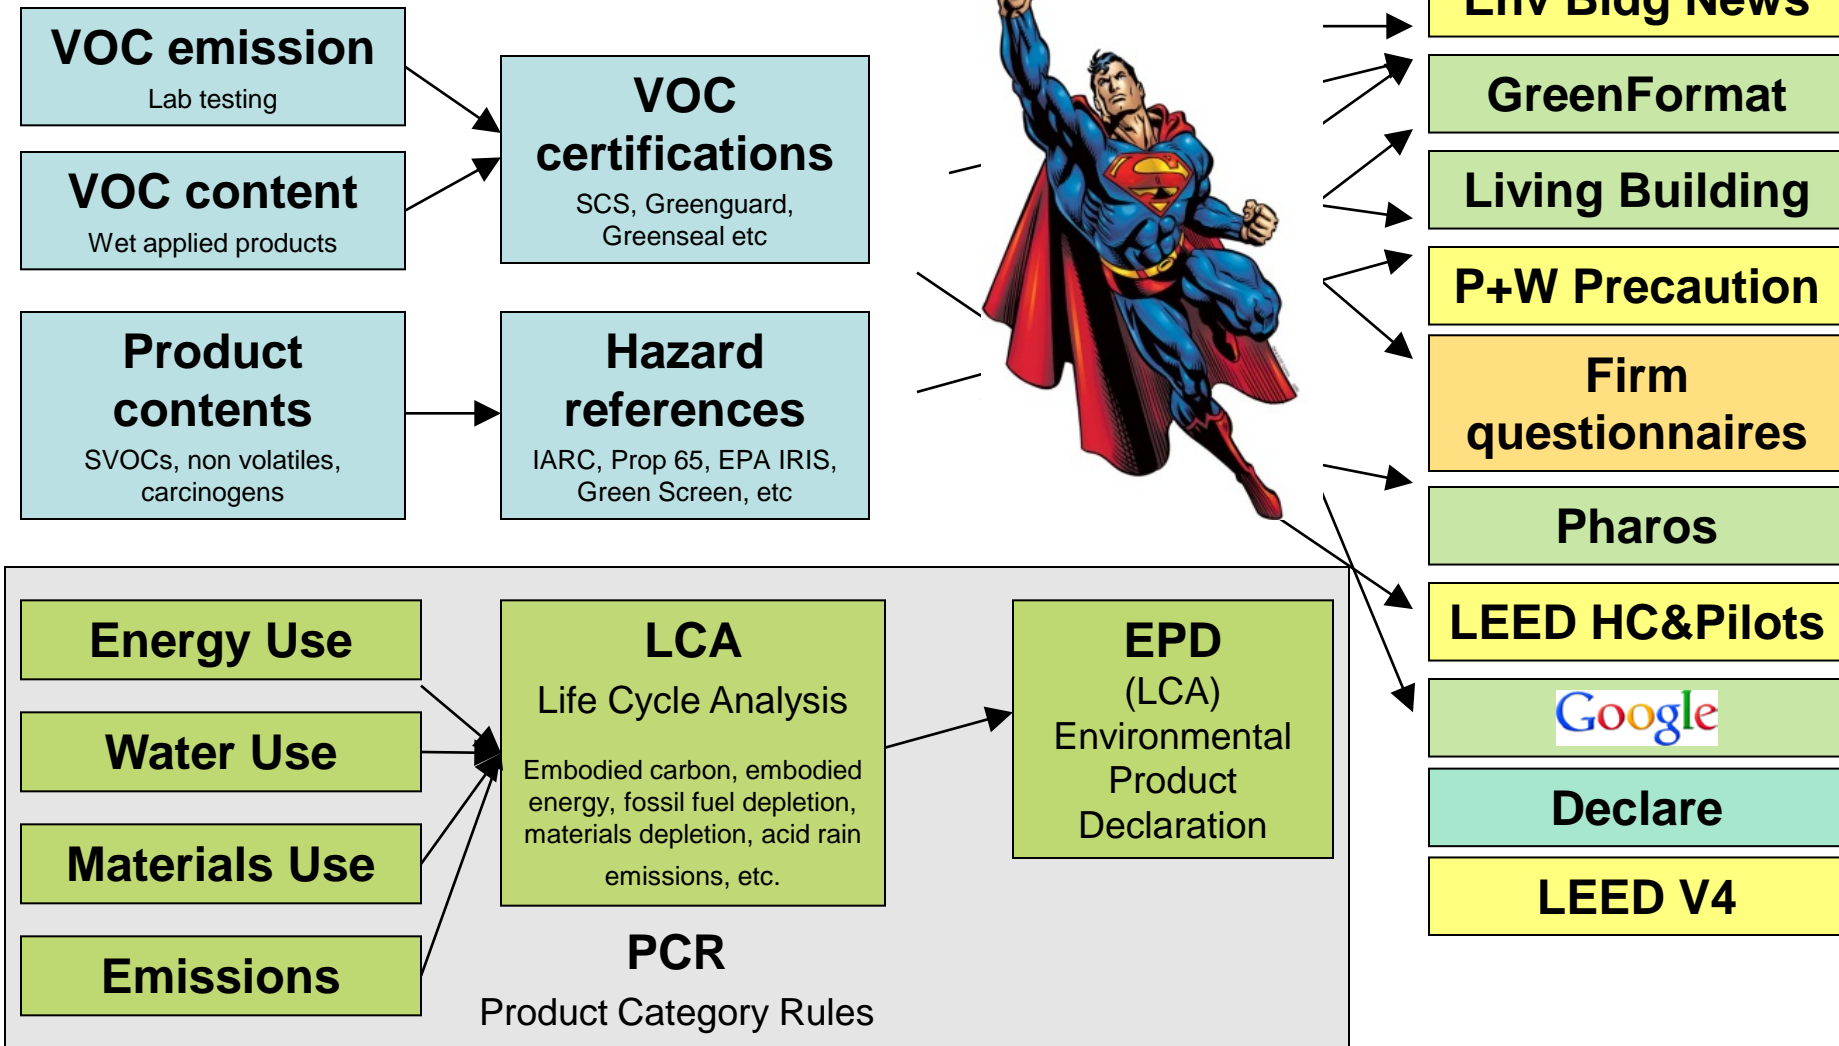 VOC emission
Lab testing
VOC content
Wet applied products
VOC
certifications
SCS, Greenguard,
Greenseal etc
Product
contents
SVOCs, non volatiles,
carcinogens
Hazard
references
IARC, Prop 65, EPA IRIS,
Green Screen, etc
S
Env Bldg News
GreenFormat
Living Building
P+W Precaution
Firm
questionnaires
Pharos
LEED HC&Pilots
Google
Declare
LEED V4
Energy Use
Water Use
Materials Use
Emissions
LCA
Life Cycle Analysis
Embodied carbon, embodied
energy, fossil fuel depletion,
materials depletion, acid rain
emissions, etc.
EPD
(LCA)
Environmental
Product
Declaration
PCR
Product Category Rules